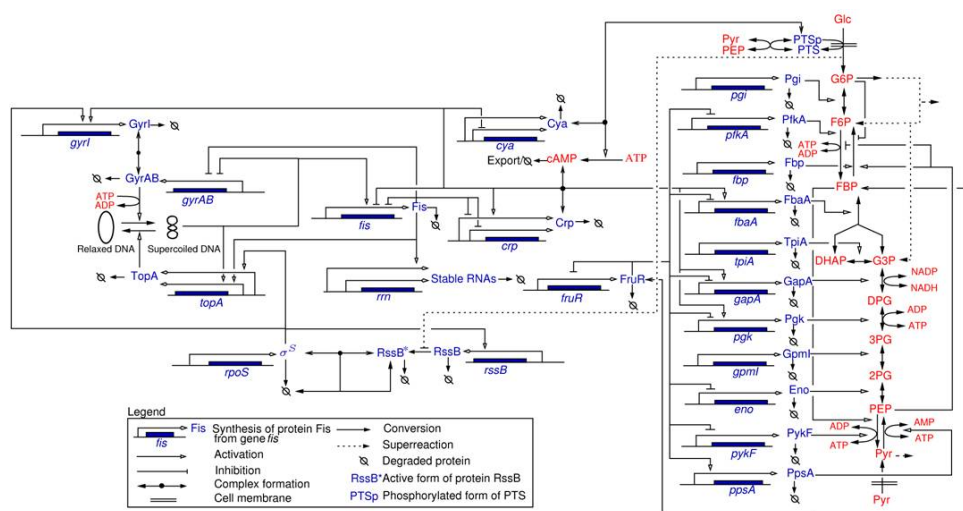 Glc
Pyr
PEP
PTSp
PTS
G6P
Pgi
pgi
GyrI
gyrI
Cya
cya
PfkA
pfkA
F6P
ATP
ADP
Export/
cAMP
ATP
GyrAB
gyrAB
Fbp
fbp
FBP
ATP
ADP
Fis
fis
Crp
crp
FbaA
fbaA
Relaxed DNA
Supercoiled DNA
TpiA
tpiA
DHAP
G3P
TopA
topA
Stable RNAs
rrn
FruR
fruR
GapA
gapA
NADP
NADH
DPG
Pgk
pgk
ADP
ATP
3PG
σS
rpoS
RssB*
RssB
rssB
GpmI
gpmI
2PG
Eno
eno
PEP
PykF
pykF
ADP
ATP
AMP
ATP
Pyr
PpsA
ppsA
Pyr
Legend
Fis
fis
Synthesis of protein Fis
from gene fis
Activation
Inhibition
Complex formation
Cell membrane
Conversion
Superreaction
Degraded protein
RssB* Active form of protein RssB
PTSp Phosphorylated form of PTS